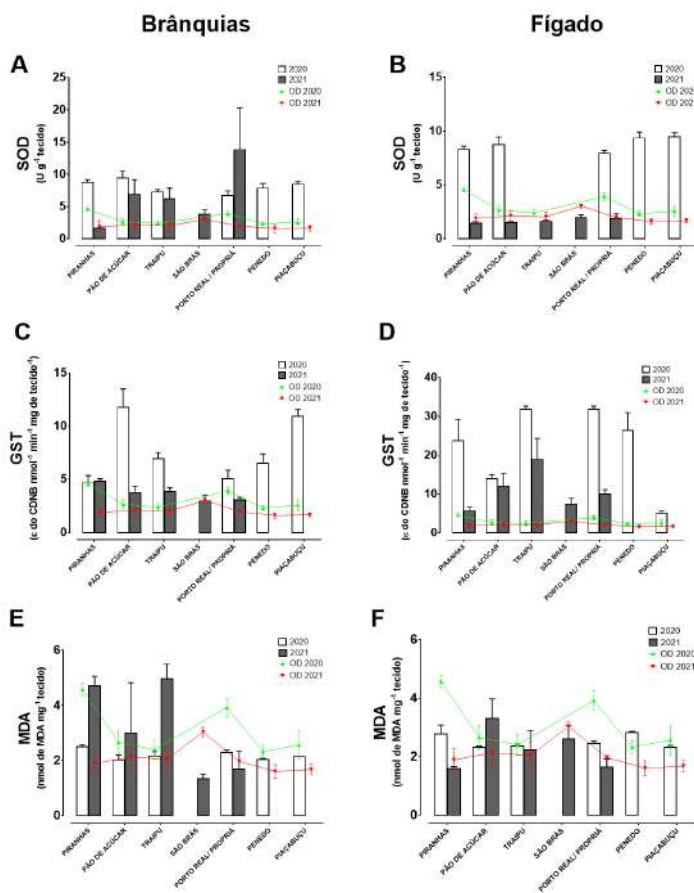 Brânquias
Fígado
A
25
20
15
10
5
0
SOD
(U g⁻¹ tecido)
2020
2021
OD 2020
OD 2021
PIRANHAS
PÃO DE AÇÚCAR
TRAIPU
SÃO BRÁS
PORTO REAL / PROPRIÁ
PENEDO
PIAÇABUÇU
B
15
10
5
0
SOD
(U g⁻¹ tecido)
2020
2021
OD 2020
OD 2021
PIRANHAS
PÃO DE AÇÚCAR
TRAIPU
SÃO BRÁS
PORTO REAL / PROPRIÁ
PENEDO
PIAÇABUÇU
C
15
10
5
0
GST
(ε do CDNB nmol⁻¹ min⁻¹ mg de tecido⁻¹)
2020
2021
OD 2020
OD 2021
PIRANHAS
PÃO DE AÇÚCAR
TRAIPU
SÃO BRÁS
PORTO REAL/ PROPRIÁ
PENEDO
PIAÇABUÇU
D
40
30
20
10
0
GST
(ε do CDNB nmol⁻¹ min⁻¹ mg de tecido⁻¹)
2020
2021
OD 2020
OD 2021
PIRANHAS
PÃO DE AÇÚCAR
TRAIPU
SÃO BRÁS
PORTO REAL/ PROPRIÁ
PENEDO
PIAÇABUÇU
E
6
4
2
0
MDA
(nmol de MDA mg⁻¹ tecido)
2020
2021
OD 2020
OD 2021
PIRANHAS
PÃO DE AÇÚCAR
TRAIPU
SÃO BRÁS
PORTO REAL / PROPRIÁ
PENEDO
PIAÇABUÇU
F
6
4
2
0
MDA
(nmol de MDA mg⁻¹ tecido)
2020
2021
OD 2020
OD 2021
PIRANHAS
PÃO DE AÇÚCAR
TRAIPU
SÃO BRÁS
PORTO REAL / PROPRIÁ
PENEDO
PIAÇABUÇU